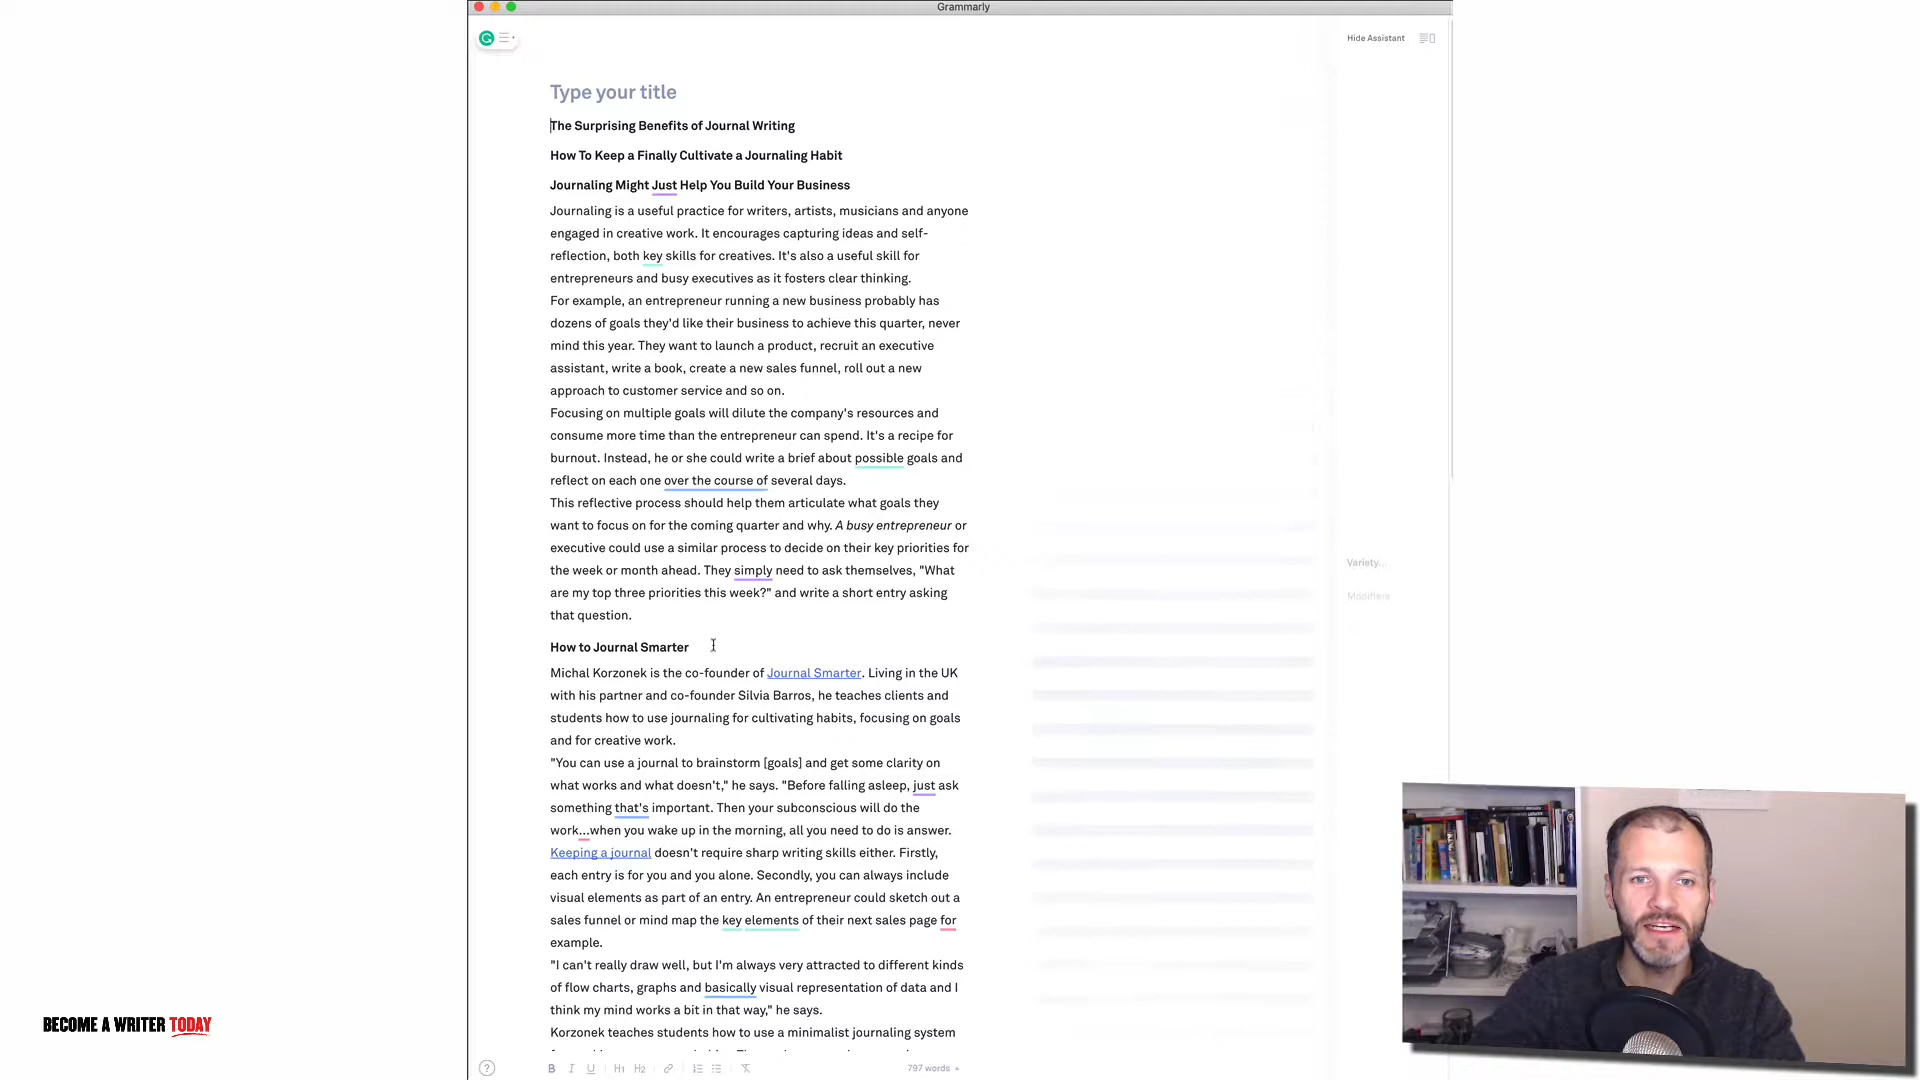 Grammarly
Hide Assistant
Type your title
The Surprising Benefits of Journal Writing
How To Keep a Finally Cultivate a Journaling Habit
Journaling Might Just Help You Build Your Business
Journaling is a useful practice for writers, artists, musicians and anyone
engaged in creative work. It encourages capturing ideas and self-
reflection, both key skills for creatives. It's also a useful skill for
entrepreneurs and busy executives as it fosters clear thinking.
For example, an entrepreneur running a new business probably has
dozens of goals they'd like their business to achieve this quarter, never
mind this year. They want to launch a product, recruit an executive
assistant, write a book, create a new sales funnel, roll out a new
approach to customer service and so on.
Focusing on multiple goals will dilute the company's resources and
consume more time than the entrepreneur can spend. It's a recipe for
burnout. Instead, he or she could write a brief about possible goals and
reflect on each one over the course of several days.
This reflective process should help them articulate what goals they
want to focus on for the coming quarter and why. A busy entrepreneur or
executive could use a similar process to decide on their key priorities for
the week or month ahead. They simply need to ask themselves, "What
are my top three priorities this week?" and write a short entry asking
that question.
Variety...
Modifiers
How to Journal Smarter
Michal Korzonek is the co-founder of Journal Smarter. Living in the UK
with his partner and co-founder Silvia Barros, he teaches clients and
students how to use journaling for cultivating habits, focusing on goals
and for creative work.
"You can use a journal to brainstorm [goals] and get some clarity on
what works and what doesn't," he says. "Before falling asleep, just ask
something that's important. Then your subconscious will do the
work...when you wake up in the morning, all you need to do is answer.
Keeping a journal doesn't require sharp writing skills either. Firstly,
each entry is for you and you alone. Secondly, you can always include
visual elements as part of an entry. An entrepreneur could sketch out a
sales funnel or mind map the key elements of their next sales page for
example.
"I can't really draw well, but I'm always very attracted to different kinds
of flow charts, graphs and basically visual representation of data and I
think my mind works a bit in that way," he says.
Korzonek teaches students how to use a minimalist journaling system
B I U H1 H2
797 words
BECOME A WRITER TODAY